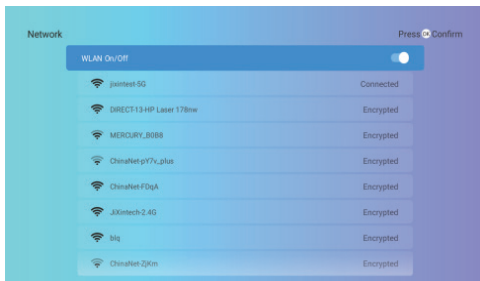 Network
Press OK Confirm
WLAN On/Off
jixintest-5G Connected
DIRECT-13-HP Laser 178nw Encrypted
MERCURY_B0B8 Encrypted
ChinaNet-pY7v_plus Encrypted
ChinaNet-FDqA Encrypted
JiXintech-2.4G Encrypted
blq Encrypted
ChinaNet-ZjKm Encrypted